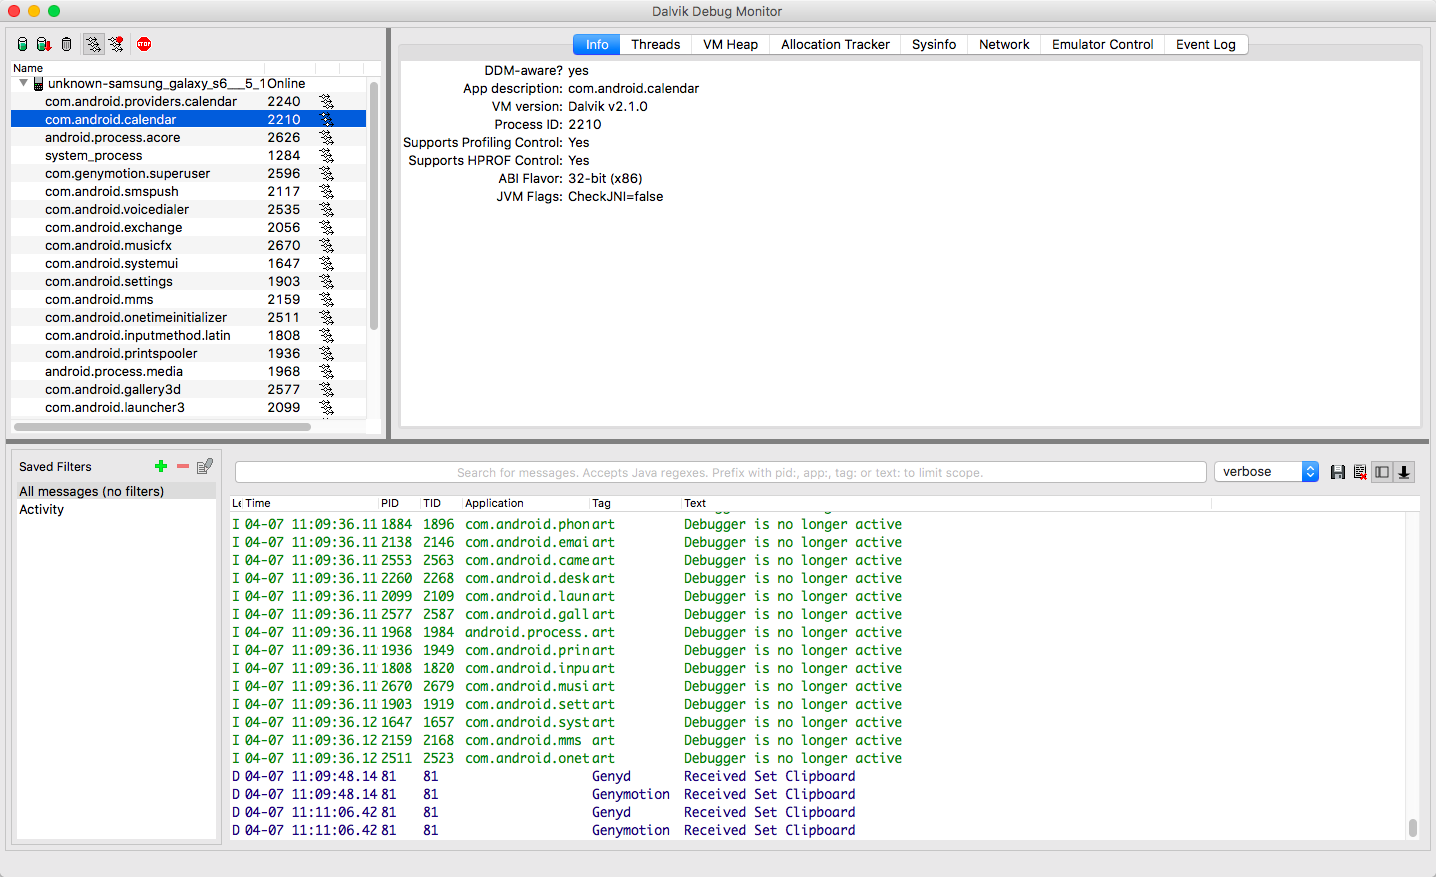 Dalvik Debug Monitor
STOP
Name
unknown-samsung_galaxy_s6___5_1 Online
com.android.providers.calendar 2240
com.android.calendar 2210
android.process.acore 2626
system_process 1284
com.genymotion.superuser 2596
com.android.smspush 2117
com.android.voicedialer 2535
com.android.exchange 2056
com.android.musicfx 2670
com.android.systemui 1647
com.android.settings 1903
com.android.mms 2159
com.android.onetimeinitializer 2511
com.android.inputmethod.latin 1808
com.android.printspooler 1936
android.process.media 1968
com.android.gallery3d 2577
com.android.launcher3 2099
Info Threads VM Heap Allocation Tracker Sysinfo Network Emulator Control Event Log
DDM-aware? yes
App description: com.android.calendar
VM version: Dalvik v2.1.0
Process ID: 2210
Supports Profiling Control: Yes
Supports HPROF Control: Yes
ABI Flavor: 32-bit (x86)
JVM Flags: CheckJNI=false
Saved Filters
All messages (no filters)
Activity
Search for messages. Accepts Java regexes. Prefix with pid:, app:, tag: or text: to limit scope.
verbose
Le Time PID TID Application Tag Text
I 04-07 11:09:36.11 1884 1896 com.android.phon art Debugger is no longer active
I 04-07 11:09:36.11 2138 2146 com.android.emai art Debugger is no longer active
I 04-07 11:09:36.11 2553 2563 com.android.came art Debugger is no longer active
I 04-07 11:09:36.11 2260 2268 com.android.desk art Debugger is no longer active
I 04-07 11:09:36.11 2099 2109 com.android.laun art Debugger is no longer active
I 04-07 11:09:36.11 2577 2587 com.android.gall art Debugger is no longer active
I 04-07 11:09:36.11 1968 1984 android.process. art Debugger is no longer active
I 04-07 11:09:36.11 1936 1949 com.android.prin art Debugger is no longer active
I 04-07 11:09:36.11 1808 1820 com.android.inpu art Debugger is no longer active
I 04-07 11:09:36.11 2670 2679 com.android.musi art Debugger is no longer active
I 04-07 11:09:36.11 1903 1919 com.android.sett art Debugger is no longer active
I 04-07 11:09:36.12 1647 1657 com.android.syst art Debugger is no longer active
I 04-07 11:09:36.12 2159 2168 com.android.mms art Debugger is no longer active
I 04-07 11:09:36.12 2511 2523 com.android.onet art Debugger is no longer active
D 04-07 11:09:48.14 81 81 Genyd Received Set Clipboard
D 04-07 11:09:48.14 81 81 Genymotion Received Set Clipboard
D 04-07 11:11:06.42 81 81 Genyd Received Set Clipboard
D 04-07 11:11:06.42 81 81 Genymotion Received Set Clipboard